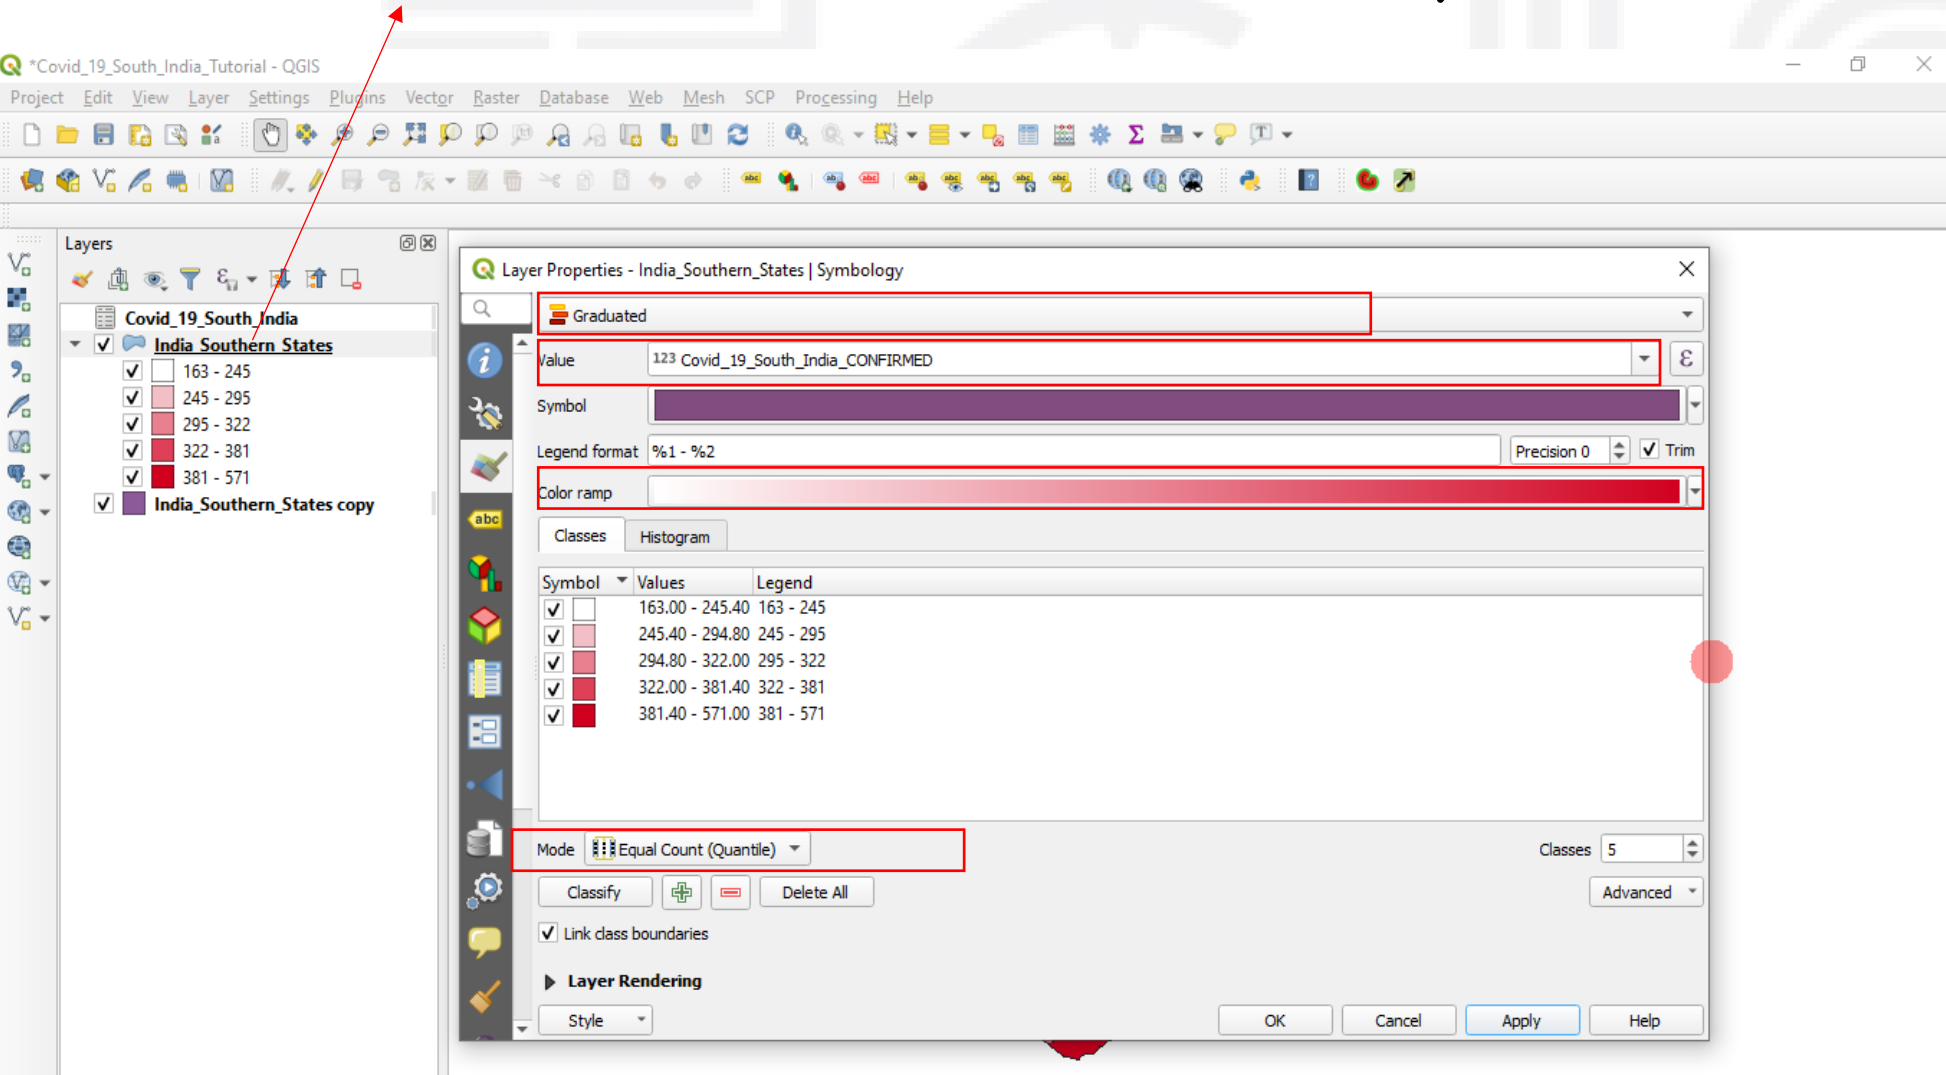 *Covid_19_South_India_Tutorial - QGIS
Project Edit View Layer Settings Plugins Vector Raster Database Web Mesh SCP Processing Help
Layers
Covid_19_South_India
India_Southern_States
163 - 245
245 - 295
295 - 322
322 - 381
381 - 571
India_Southern_States copy
Layer Properties - India_Southern_States | Symbology
Graduated
Value 123 Covid_19_South_India_CONFIRMED ε
Symbol
Legend format %1 - %2 Precision 0 Trim
Color ramp
abc
Classes Histogram
Symbol Values Legend
163.00 - 245.40 163 - 245
245.40 - 294.80 245 - 295
294.80 - 322.00 295 - 322
322.00 - 381.40 322 - 381
381.40 - 571.00 381 - 571
Mode Equal Count (Quantile) Classes 5
Classify Delete All Advanced
Link class boundaries
Layer Rendering
Style OK Cancel Apply Help